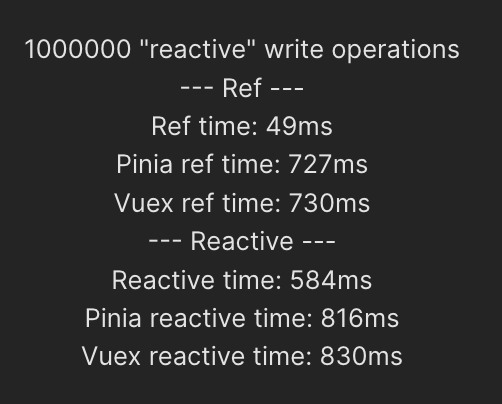 1000000 "reactive" write operations
--- Ref ---
Ref time: 49ms
Pinia ref time: 727ms
Vuex ref time: 730ms
--- Reactive ---
Reactive time: 584ms
Pinia reactive time: 816ms
Vuex reactive time: 830ms